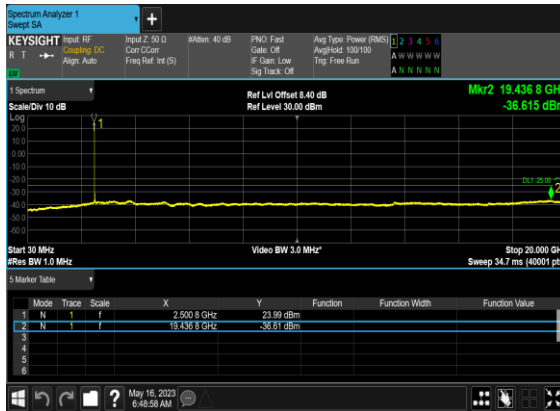 Spectrum Analyzer 1
Swept SA
+
KEYSIGHT
R T
Input: RF
Coupling: DC
Align: Auto
Input Z: 50 Ω
Corr CCorr
Freq Ref: Int (S)
#Atten: 40 dB
PNO: Fast
Gate: Off
IF Gain: Low
Sig Track: Off
Avg Type: Power (RMS)
Avg|Hold: 100/100
Trig: Free Run
1 2 3 4 5 6
A W W W W W
A N N N N N
1 Spectrum
Scale/Div 10 dB
Ref Lvl Offset 8.40 dB
Ref Level 30.00 dBm
Mkr2 19.436 8 GH
-36.615 dB
Log
20.0
10.0
0.00
-10.0
-20.0
-30.0
-40.0
-50.0
-60.0
1
DL1 -25.00
2
Start 30 MHz
#Res BW 1.0 MHz
Video BW 3.0 MHz*
Stop 20.000 GH
Sweep 34.7 ms (40001 pt
5 Marker Table
Mode Trace Scale X Y Function Function Width Function Value
1 N 1 f 2.500 8 GHz 23.99 dBm
2 N 1 f 19.436 8 GHz -36.61 dBm
3
4
5
6
?
May 16, 2023
6:48:58 AM